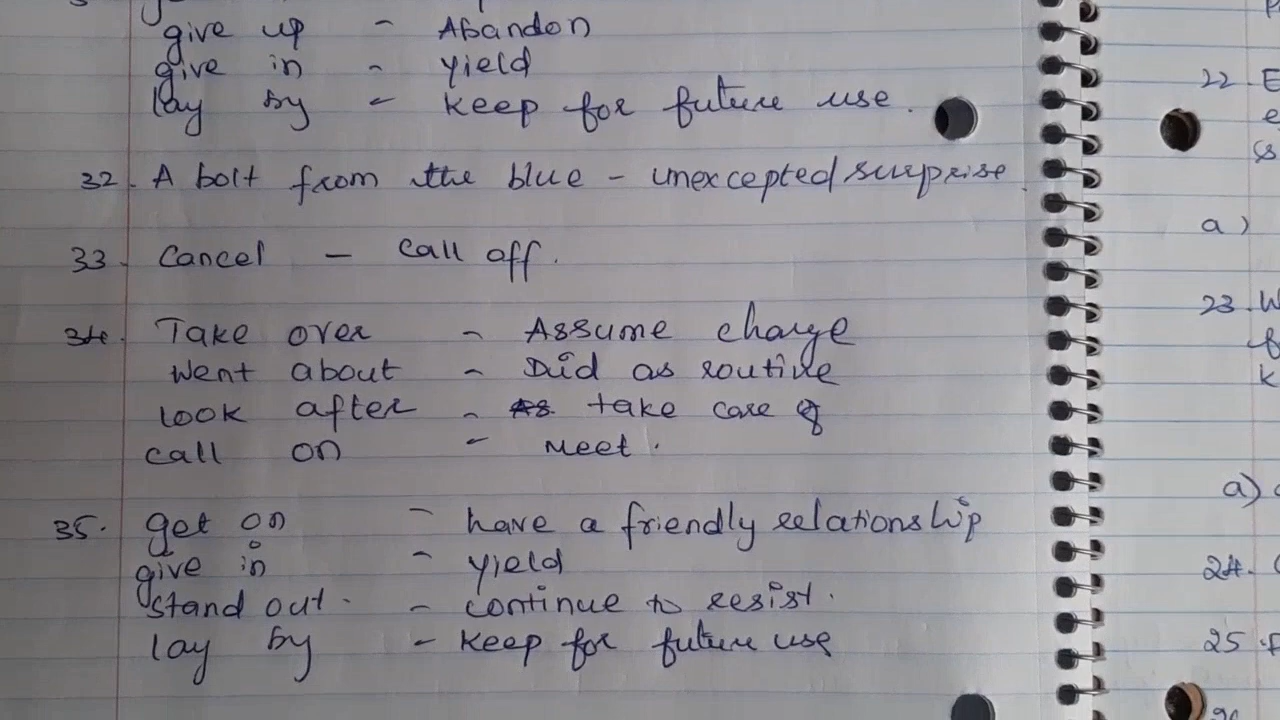 give up - Abandon
give in - yield
lay by - keep for future use.
32. A bolt from the blue - unexcepted surprise.
33. Cancel - call off.
34. Take over - Assume charge
Went about - Did as routine
Look after - take care of
call on - Meet.
35. get on - have a friendly relationship
give in - yield
stand out. - continue to resist.
lay by - keep for future use
22. E
a)
23. W
k
a)
24.
25. F